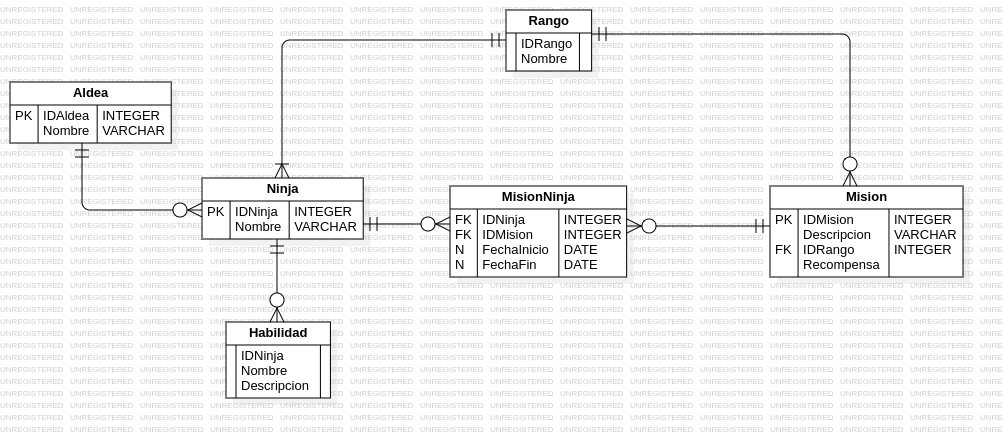 Rango
IDRango
Nombre
Aldea
PK IDAldea INTEGER
Nombre VARCHAR
Ninja
PK IDNinja INTEGER
Nombre VARCHAR
MisionNinja
FK IDNinja INTEGER
FK IDMision INTEGER
N FechaInicio DATE
N FechaFin DATE
Mision
PK IDMision INTEGER
Descripcion VARCHAR
FK IDRango INTEGER
Recompensa
Habilidad
IDNinja
Nombre
Descripcion
UNREGISTERED